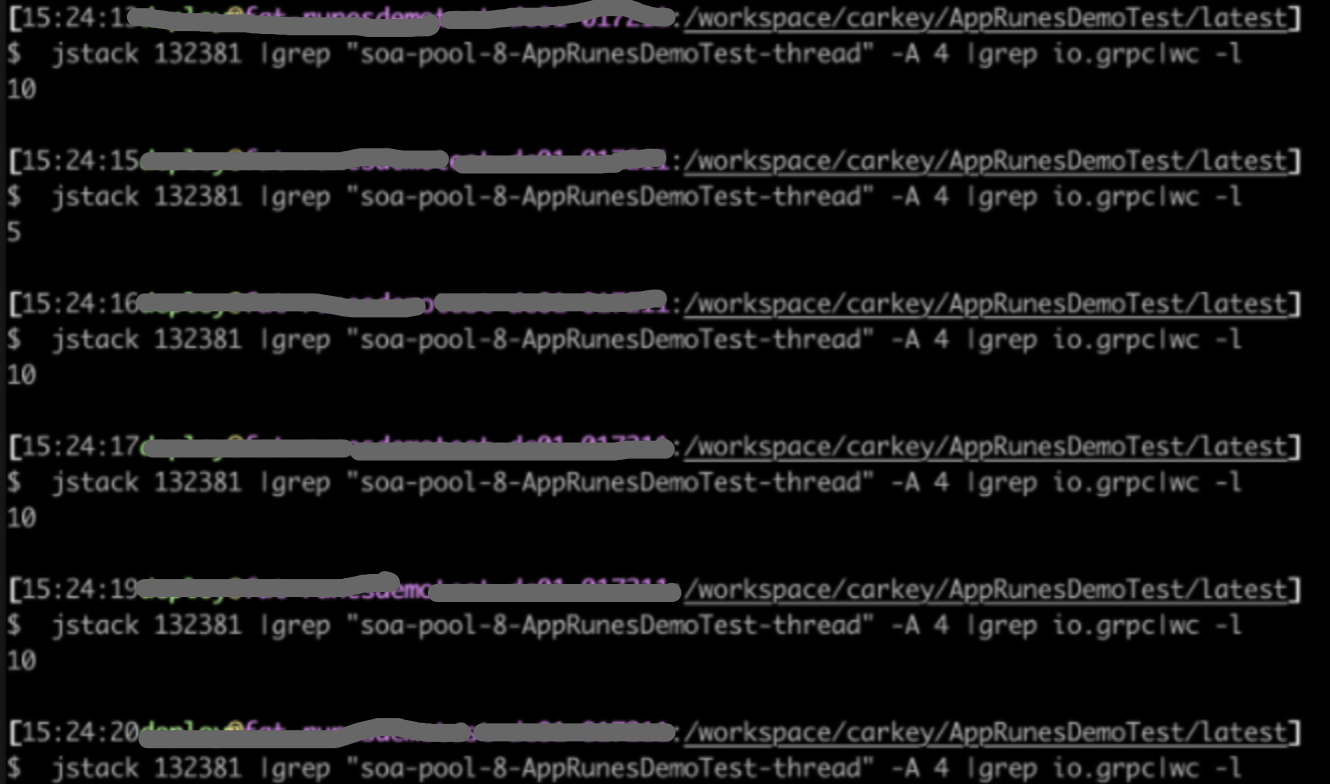 [15:24:1 :/workspace/carkey/AppRunesDemoTest/latest]
$ jstack 132381 |grep "soa-pool-8-AppRunesDemoTest-thread" -A 4 |grep io.grpc|wc -l
10
[15:24:15 :/workspace/carkey/AppRunesDemoTest/latest]
$ jstack 132381 |grep "soa-pool-8-AppRunesDemoTest-thread" -A 4 |grep io.grpc|wc -l
5
[15:24:16 :/workspace/carkey/AppRunesDemoTest/latest]
$ jstack 132381 |grep "soa-pool-8-AppRunesDemoTest-thread" -A 4 |grep io.grpc|wc -l
10
[15:24:17 :/workspace/carkey/AppRunesDemoTest/latest]
$ jstack 132381 |grep "soa-pool-8-AppRunesDemoTest-thread" -A 4 |grep io.grpc|wc -l
10
[15:24:19 :/workspace/carkey/AppRunesDemoTest/latest]
$ jstack 132381 |grep "soa-pool-8-AppRunesDemoTest-thread" -A 4 |grep io.grpc|wc -l
10
[15:24:20 :/workspace/carkey/AppRunesDemoTest/latest]
$ jstack 132381 |grep "soa-pool-8-AppRunesDemoTest-thread" -A 4 |grep io.grpc|wc -l